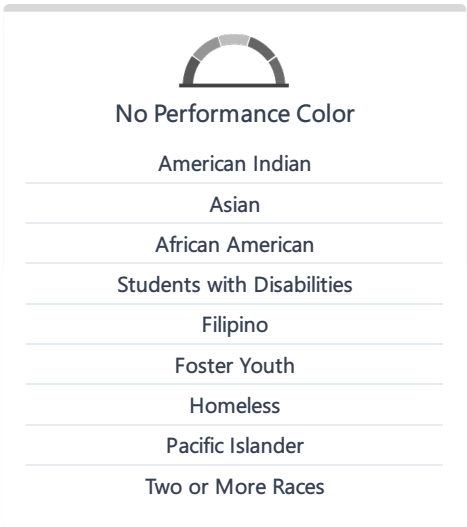 No Performance Color
American Indian
Asian
African American
Students with Disabilities
Filipino
Foster Youth
Homeless
Pacific Islander
Two or More Races